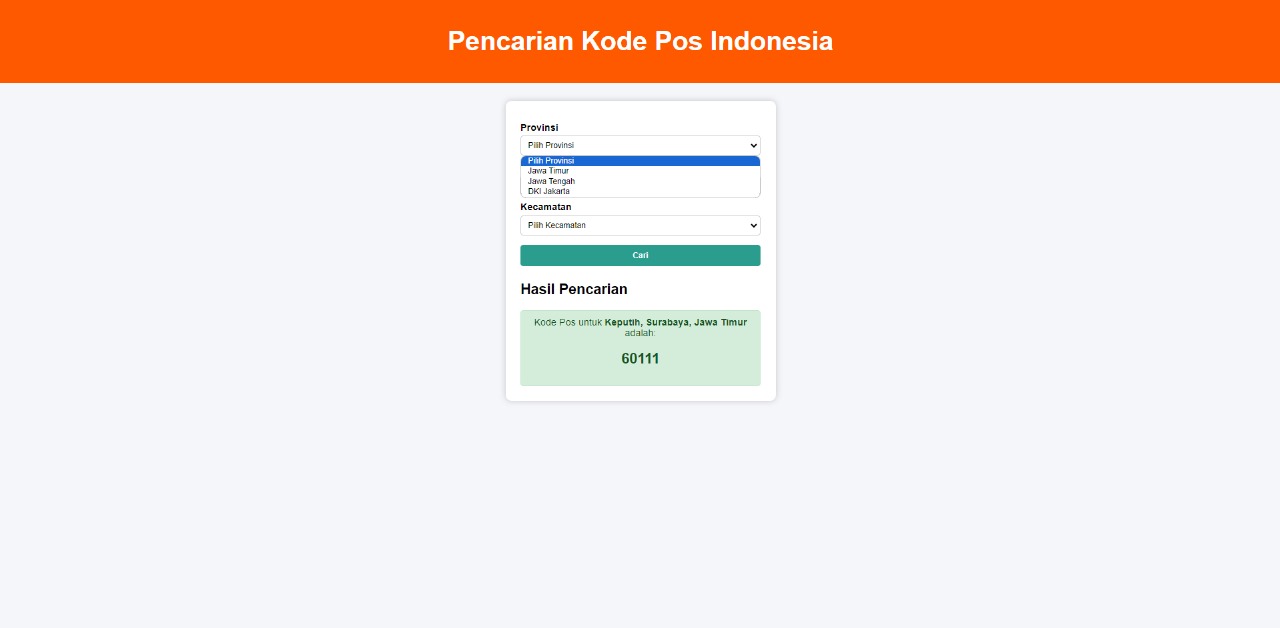 Pencarian Kode Pos Indonesia
Provinsi
Pilih Provinsi
Pilih Provinsi
Jawa Timur
Jawa Tengah
DKI Jakarta
Kecamatan
Pilih Kecamatan
Cari
Hasil Pencarian
Kode Pos untuk Keputih, Surabaya, Jawa Timur
adalah:
60111